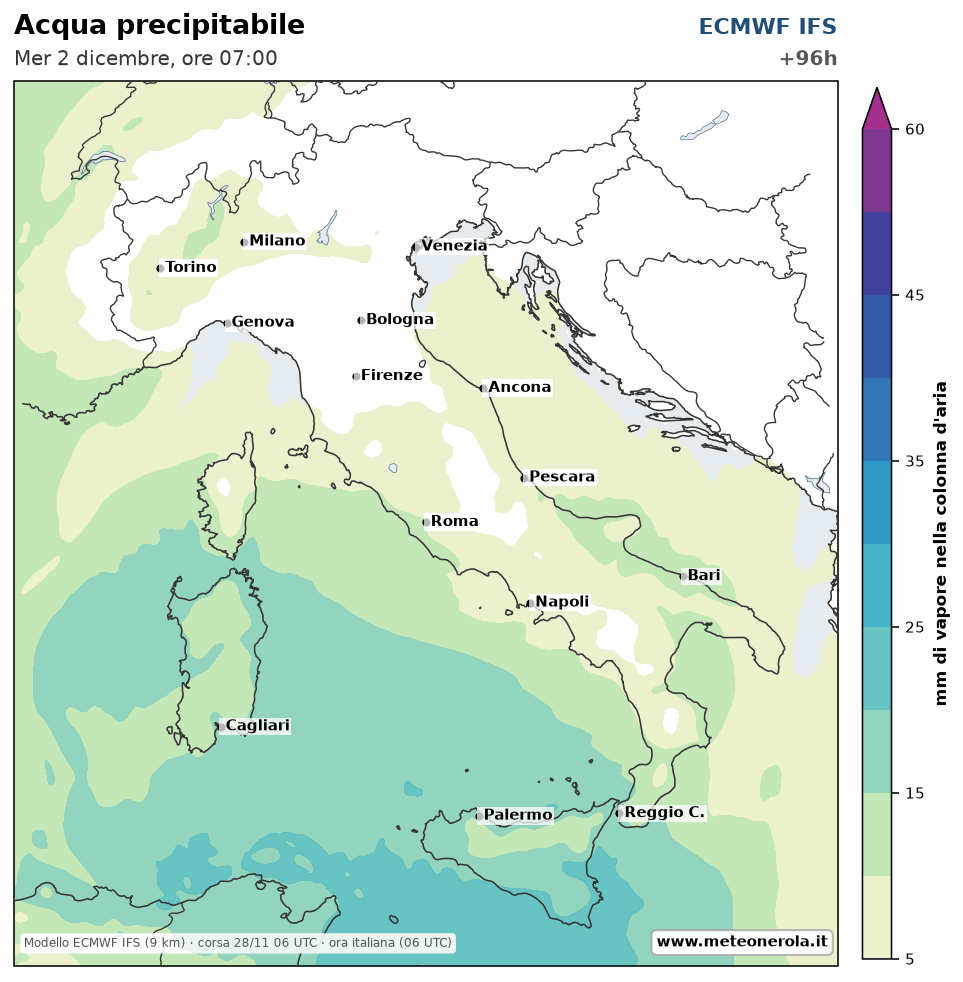 Acqua precipitabile
ECMWF IFS
Mer 2 dicembre, ore 07:00
+96h
Milano
Venezia
Torino
Genova
Bologna
Firenze
Ancona
Pescara
Roma
Bari
Napoli
Cagliari
Palermo
Reggio C.
60
45
35
25
15
5
mm di vapore nella colonna d'aria
Modello ECMWF IFS (9 km) · corsa 28/11 06 UTC · ora italiana (06 UTC)
www.meteonerola.it